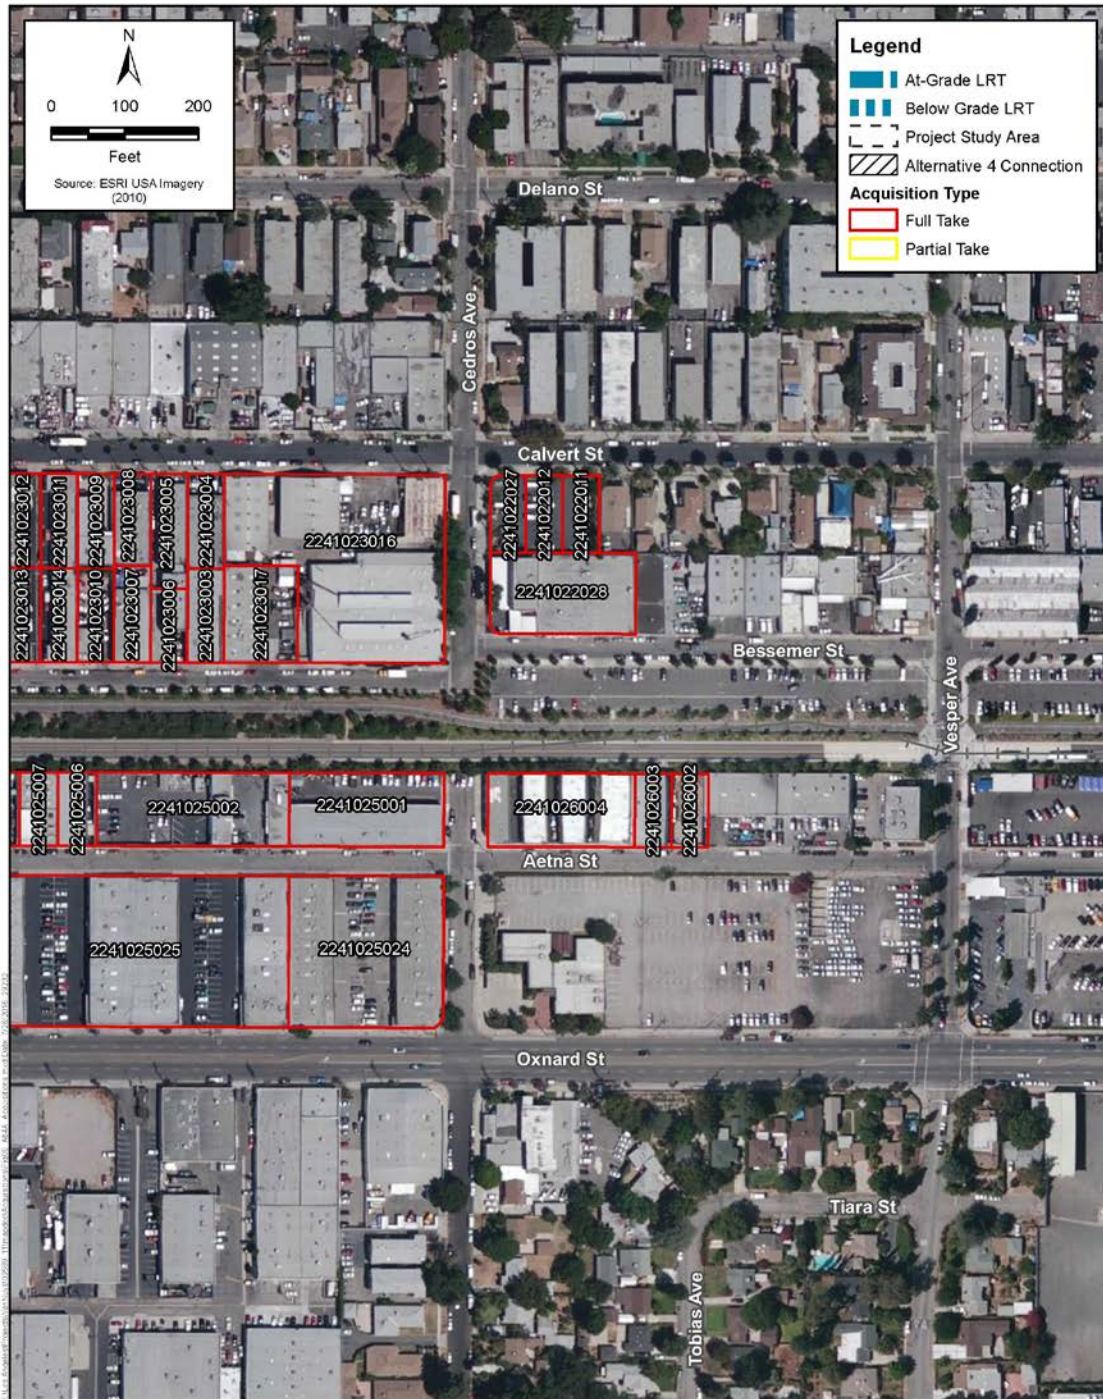 N
0 100 200
Feet
Source: ESRI USA Imagery
(2010)
Legend
At-Grade LRT
Below Grade LRT
Project Study Area
Alternative 4 Connection
Acquisition Type
Full Take
Partial Take
Delano St
Cedros Ave
Calvert St
2241023012
2241023011
2241023009
2241023008
2241023005
2241023004
2241023016
2241022027
2241022012
2241022011
2241023013
2241023014
2241023010
2241023007
2241023006
2241023003
2241023017
2241022028
Bessemer St
Vesper Ave
2241025007
2241025006
2241025002
2241025001
2241026004
2241026003
2241026002
Aetna St
2241025025
2241025024
Oxnard St
Tiara St
Tobias Ave